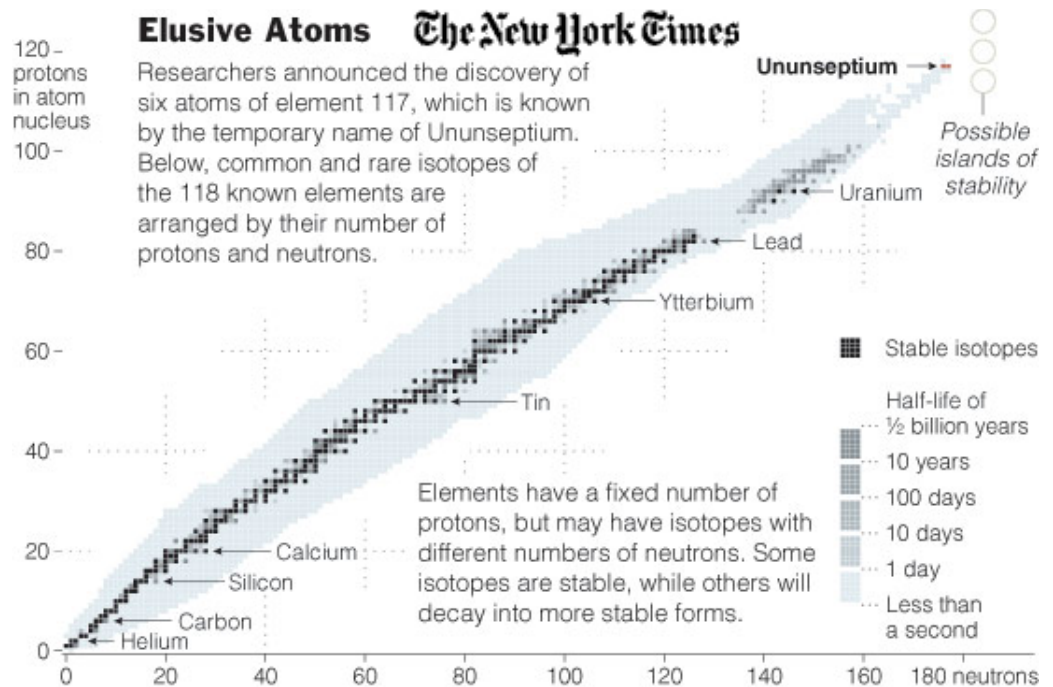 Elusive Atoms
The New York Times
Researchers announced the discovery of
six atoms of element 117, which is known
by the temporary name of Ununseptium.
Below, common and rare isotopes of
the 118 known elements are
arranged by their number of
protons and neutrons.
120
protons
in atom
nucleus
100
80
60
40
20
0
Ununseptium
Possible
islands of
stability
Uranium
Lead
Ytterbium
Tin
Calcium
Silicon
Carbon
Helium
Stable isotopes
Half-life of
½ billion years
10 years
100 days
10 days
1 day
Less than
a second
Elements have a fixed number of
protons, but may have isotopes with
different numbers of neutrons. Some
isotopes are stable, while others will
decay into more stable forms.
0 20 40 60 80 100 120 140 160 180 neutrons